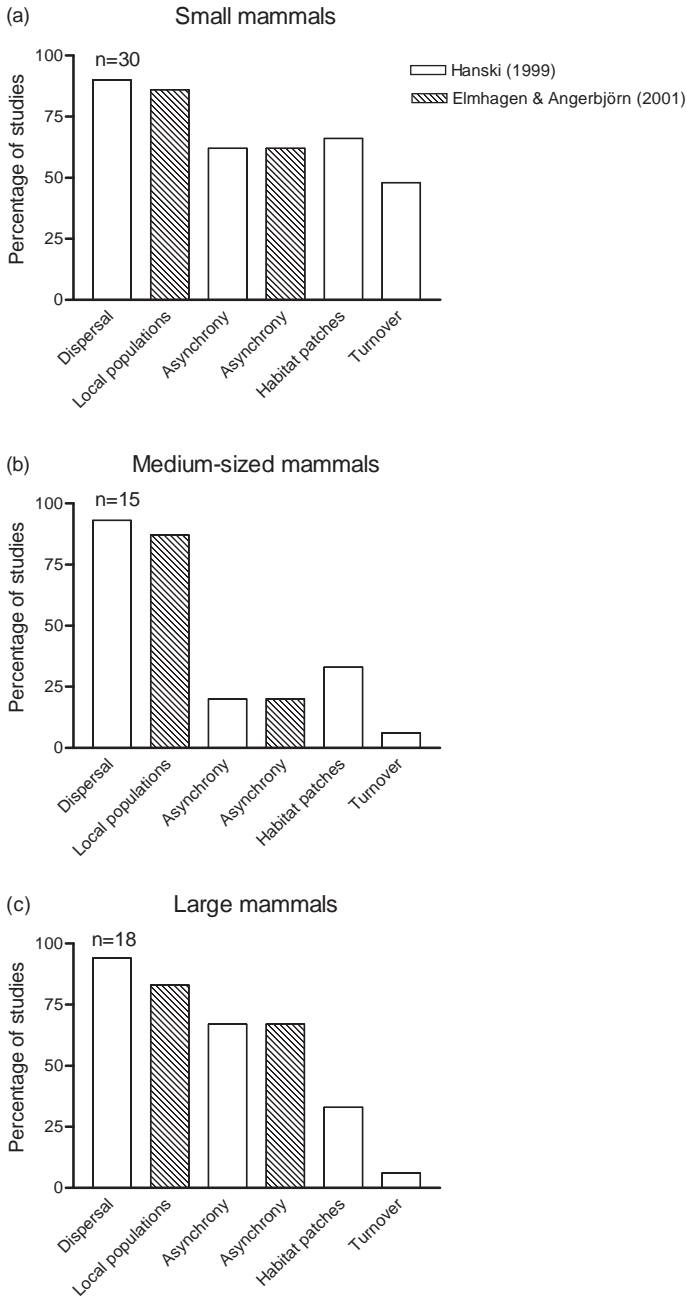 (a)
Small mammals
n=30
Hanski (1999)
Elmhagen & Angerbjörn (2001)
Percentage of studies
100
75
50
25
0
Dispersal
Local populations
Asynchrony
Asynchrony
Habitat patches
Turnover
(b)
Medium-sized mammals
n=15
Percentage of studies
100
75
50
25
0
Dispersal
Local populations
Asynchrony
Asynchrony
Habitat patches
Turnover
(c)
Large mammals
n=18
Percentage of studies
100
75
50
25
0
Dispersal
Local populations
Asynchrony
Asynchrony
Habitat patches
Turnover